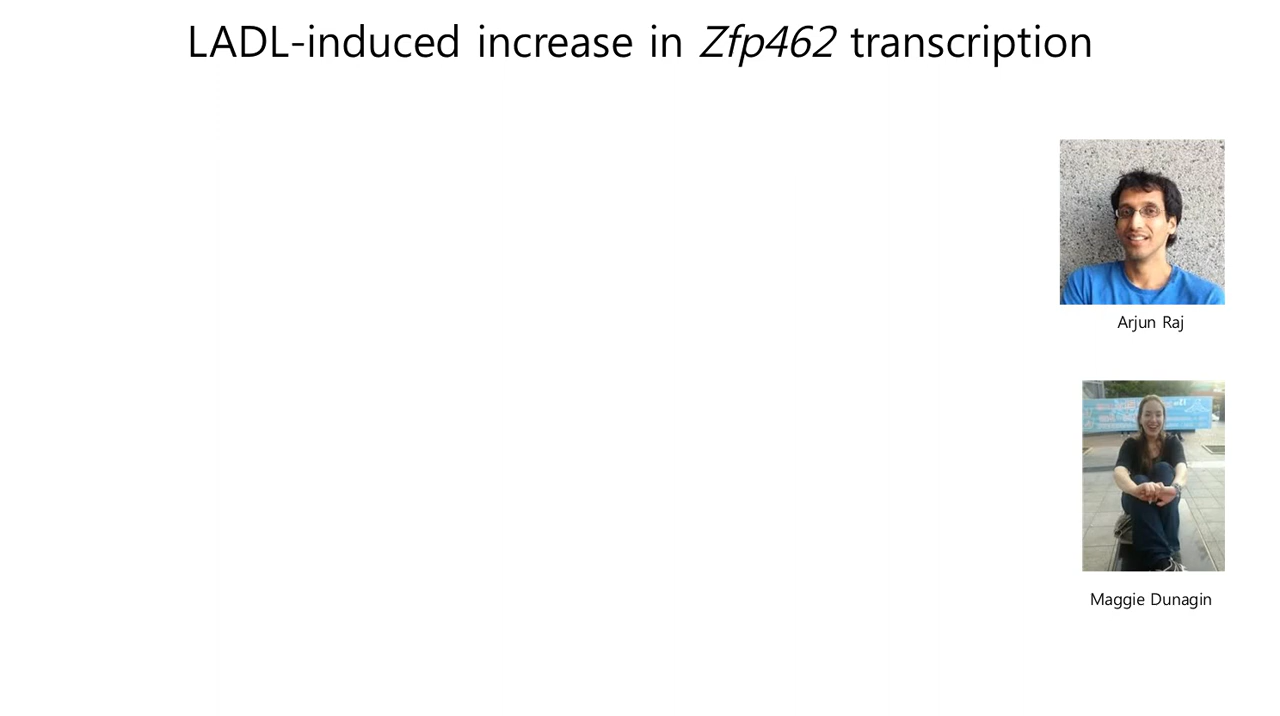 LADL-induced increase in Zfp462 transcription
Arjun Raj
Maggie Dunagin